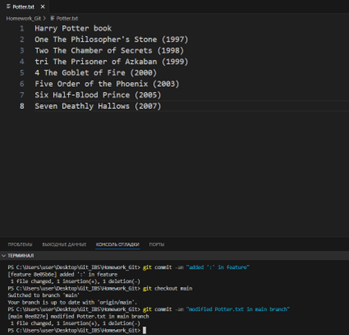 Potter.txt
Homework_Git > Potter.txt
1 Harry Potter book
2 One The Philosopher's Stone (1997)
3 Two The Chamber of Secrets (1998)
4 tri The Prisoner of Azkaban (1999)
5 4 The Goblet of Fire (2000)
6 Five Order of the Phoenix (2003)
7 Six Half-Blood Prince (2005)
8 Seven Deathly Hallows (2007)
ПРОБЛЕМЫ ВЫХОДНЫЕ ДАННЫЕ КОНСОЛЬ ОТЛАДКИ ПОРТЫ
ТЕРМИНАЛ
PS C:\Users\user\Desktop\Git_IBS\Homework_Git> git commit -am "added ':' in feature"
[feature 8e05b6e] added ':' in feature
1 file changed, 1 insertion(+), 1 deletion(-)
PS C:\Users\user\Desktop\Git_IBS\Homework_Git> git checkout main
Switched to branch 'main'
Your branch is up to date with 'origin/main'.
PS C:\Users\user\Desktop\Git_IBS\Homework_Git> git commit -am "modified Potter.txt in main branch"
[main 0ee827e] modified Potter.txt in main branch
1 file changed, 1 insertion(+), 1 deletion(-)
PS C:\Users\user\Desktop\Git_IBS\Homework_Git>